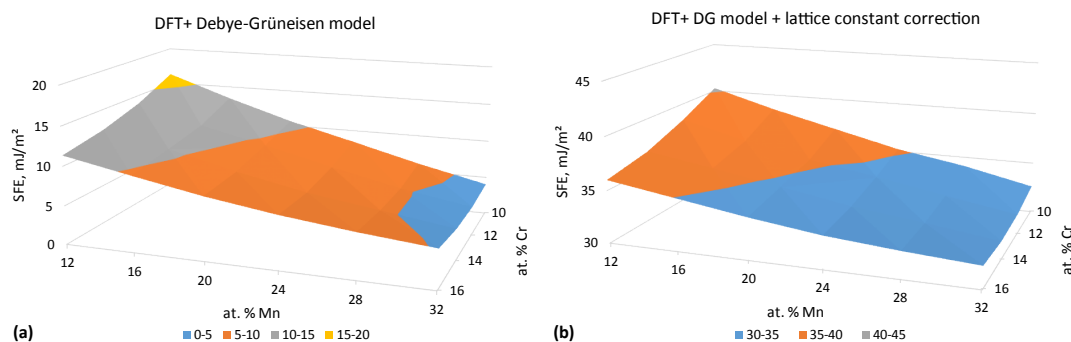 DFT+ Debye-Grüneisen model
20
15
10
5
0
SFE, mJ/m²
12
16
20
24
28
32
at. % Mn
10
12
14
16
at. % Cr
(a)
0-5 5-10 10-15 15-20
DFT+ DG model + lattice constant correction
45
40
35
30
SFE, mJ/m²
12
16
20
24
28
32
at. % Mn
10
12
14
16
at. % Cr
(b)
30-35 35-40 40-45